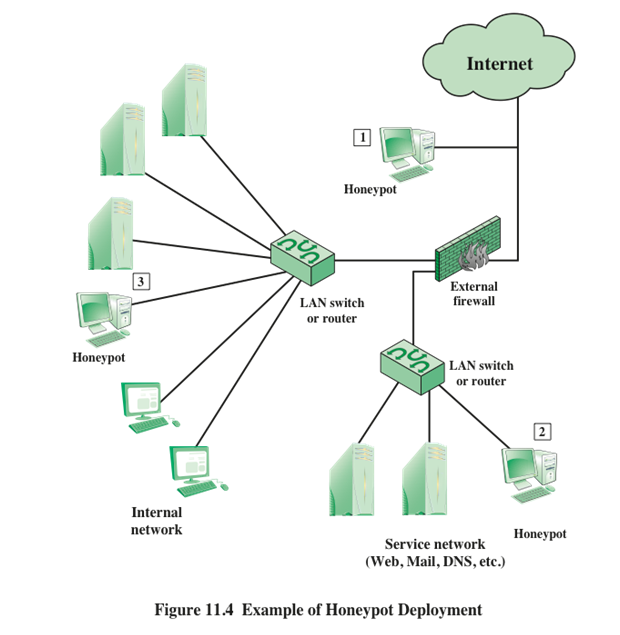 Internet
1
Honeypot
External
firewall
3
LAN switch
or router
Honeypot
LAN switch
or router
2
Internal
network
Honeypot
Service network
(Web, Mail, DNS, etc.)
Figure 11.4 Example of Honeypot Deployment